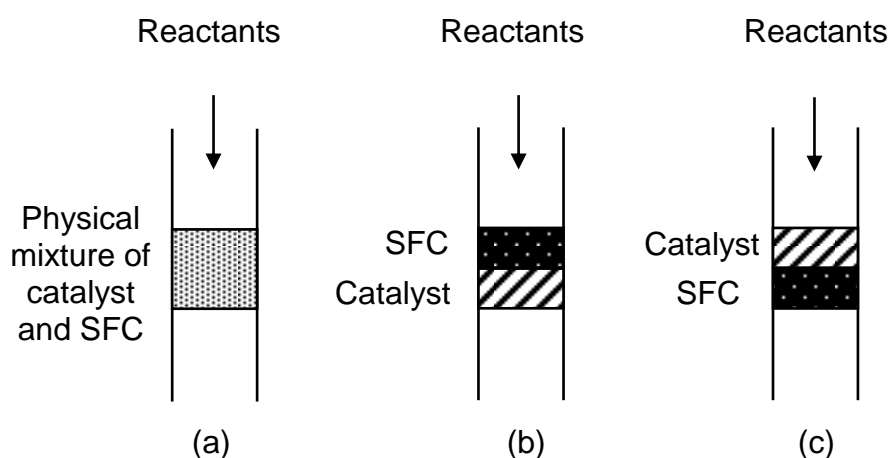 Reactants
Physical
mixture of
catalyst
and SFC
(a)
Reactants
SFC
Catalyst
(b)
Reactants
Catalyst
SFC
(c)